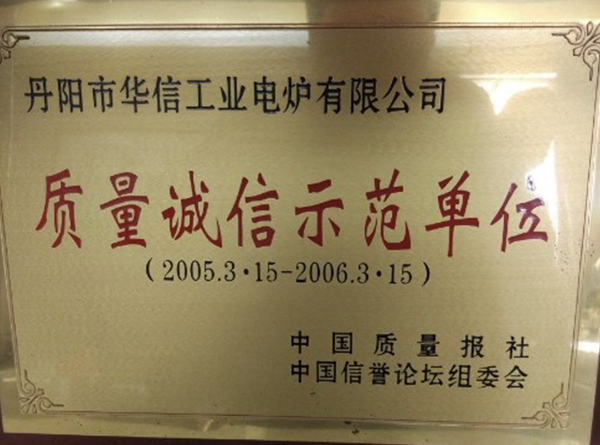 丹阳市华信工业电炉有限公司
质量诚信示范单位
(2005.3·15-2006.3·15)
中国质量报社
中国信誉论坛组委会